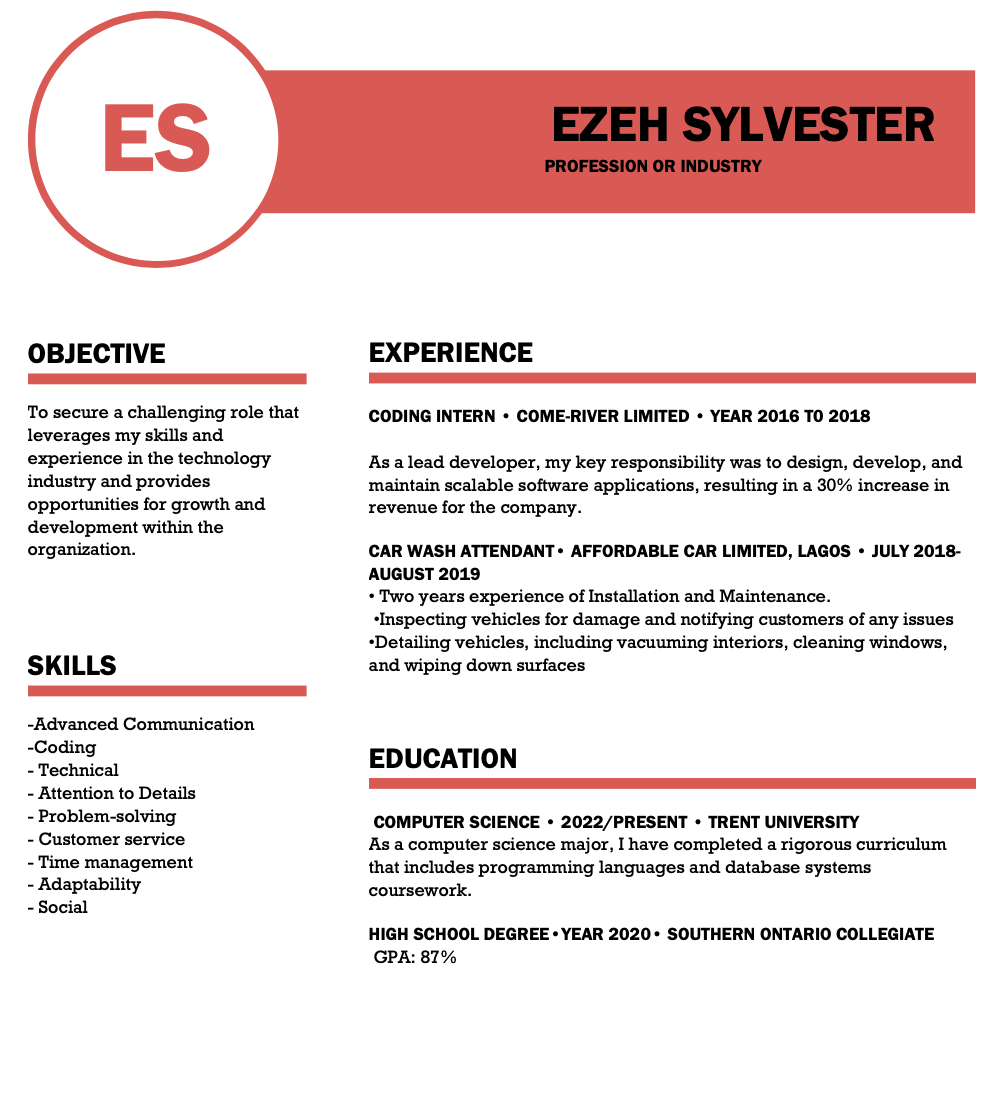 ES
EZEH SYLVESTER
PROFESSION OR INDUSTRY
OBJECTIVE
To secure a challenging role that
leverages my skills and
experience in the technology
industry and provides
opportunities for growth and
development within the
organization.
SKILLS
-Advanced Communication
-Coding
- Technical
- Attention to Details
- Problem-solving
- Customer service
- Time management
- Adaptability
- Social
EXPERIENCE
CODING INTERN • COME-RIVER LIMITED • YEAR 2016 TO 2018
As a lead developer, my key responsibility was to design, develop, and
maintain scalable software applications, resulting in a 30% increase in
revenue for the company.
CAR WASH ATTENDANT • AFFORDABLE CAR LIMITED, LAGOS • JULY 2018-
AUGUST 2019
• Two years experience of Installation and Maintenance.
•Inspecting vehicles for damage and notifying customers of any issues
•Detailing vehicles, including vacuuming interiors, cleaning windows,
and wiping down surfaces
EDUCATION
COMPUTER SCIENCE • 2022/PRESENT • TRENT UNIVERSITY
As a computer science major, I have completed a rigorous curriculum
that includes programming languages and database systems
coursework.
HIGH SCHOOL DEGREE •YEAR 2020 • SOUTHERN ONTARIO COLLEGIATE
GPA: 87%